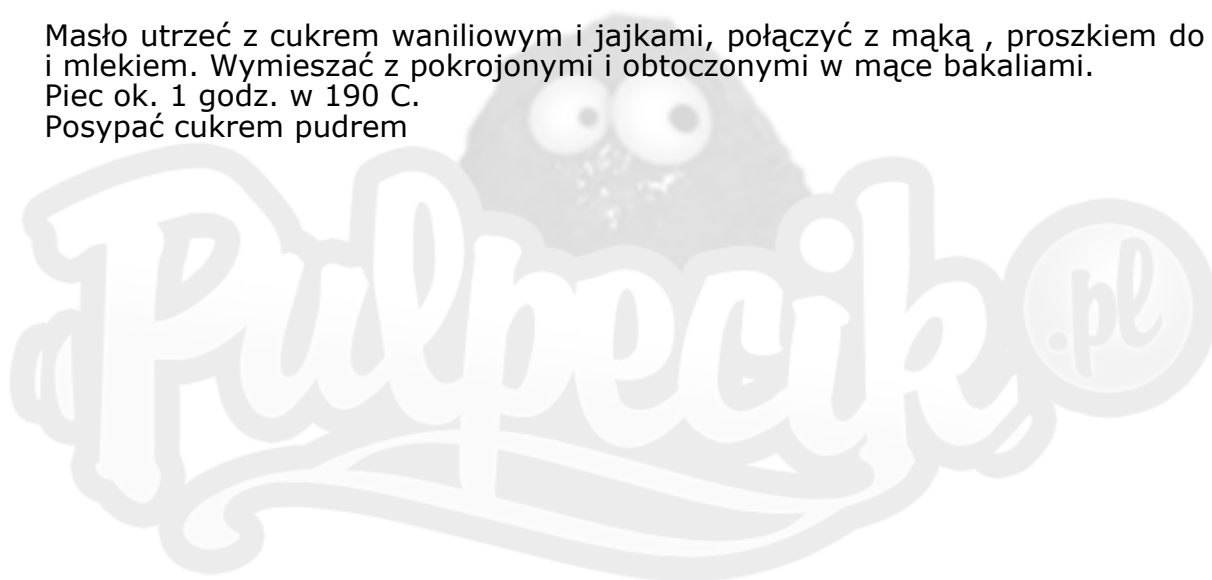 Masło utrzeć z cukrem waniliowym i jajkami, połączyć z mąką , proszkiem do
i mlekiem. Wymieszać z pokrojonymi i obtoczonymi w mące bakaliami.
Piec ok. 1 godz. w 190 C.
Posypać cukrem pudrem
Pulpecik.pl